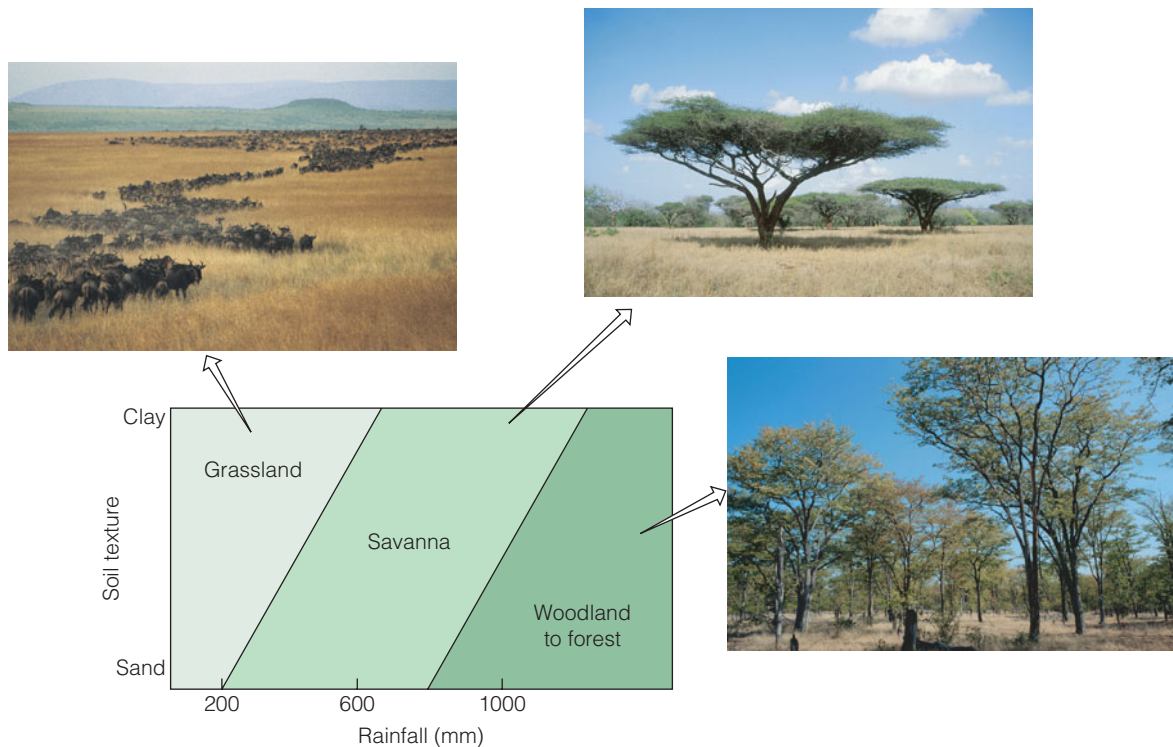 Clay
Grassland
Soil texture
Savanna
Woodland
to forest
Sand
200
600
1000
Rainfall (mm)